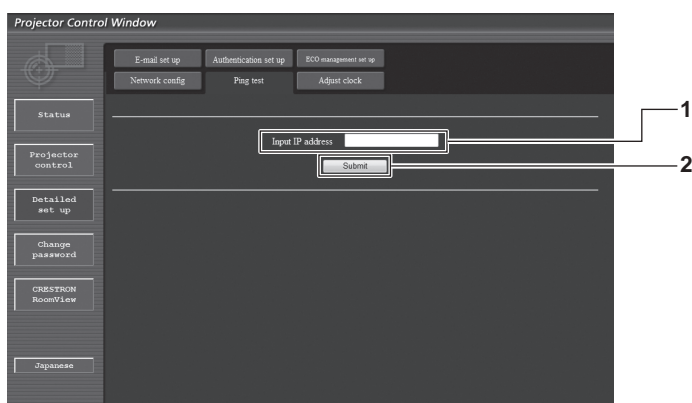 Projector Control Window
E-mail set up
Authentication set up
ECO management set up
Network config
Ping test
Adjust clock
Status
Projector
control
Detailed
set up
Change
password
CRESTRON
RoomView
Japanese
Input IP address
Submit
1
2